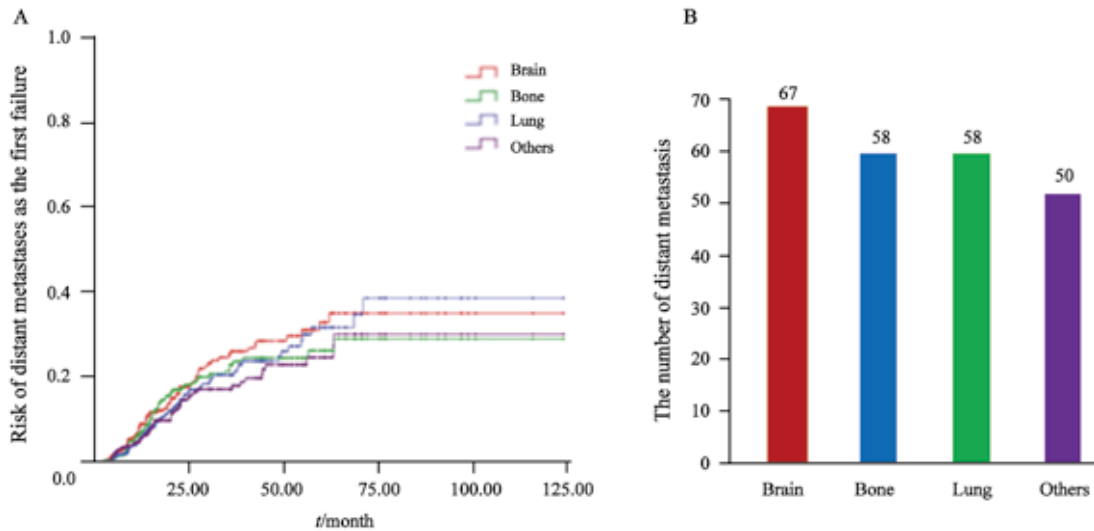 A
Risk of distant metastases as the first failure
1.0
0.8
0.6
0.4
0.2
0.0
25.00
50.00
75.00
100.00
125.00
t/month
Brain
Bone
Lung
Others
B
The number of distant metastasis
70
60
50
40
30
20
10
0
67
58
58
50
Brain
Bone
Lung
Others